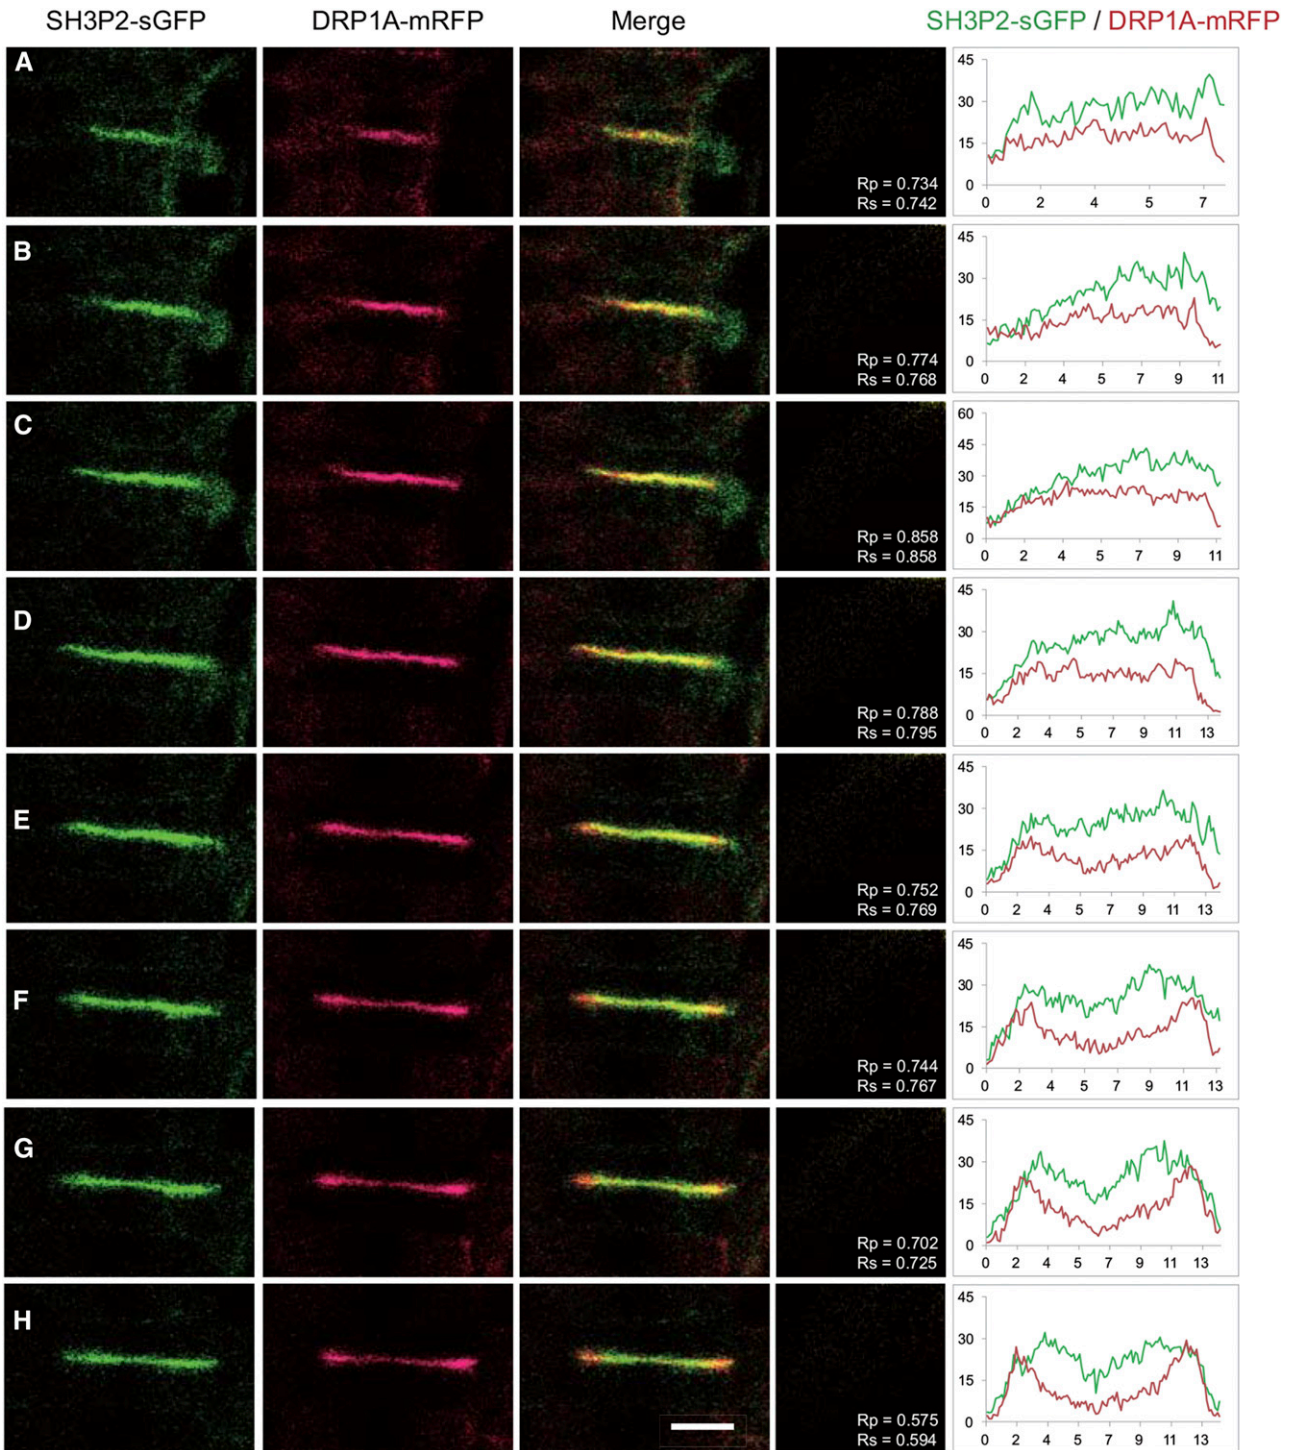 SH3P2-sGFP DRP1A-mRFP Merge SH3P2-sGFP / DRP1A-mRFP
A
Rp = 0.734
Rs = 0.742
45
30
15
0
0 2 4 5 7
B
Rp = 0.774
Rs = 0.768
45
30
15
0
0 2 4 5 7 9 11
C
Rp = 0.858
Rs = 0.858
60
45
30
15
0
0 2 4 5 7 9 11
D
Rp = 0.788
Rs = 0.795
45
30
15
0
0 2 4 5 7 9 11 13
E
Rp = 0.752
Rs = 0.769
45
30
15
0
0 2 4 5 7 9 11 13
F
Rp = 0.744
Rs = 0.767
45
30
15
0
0 2 4 5 7 9 11 13
G
Rp = 0.702
Rs = 0.725
45
30
15
0
0 2 4 5 7 9 11 13
H
Rp = 0.575
Rs = 0.594
45
30
15
0
0 2 4 5 7 9 11 13